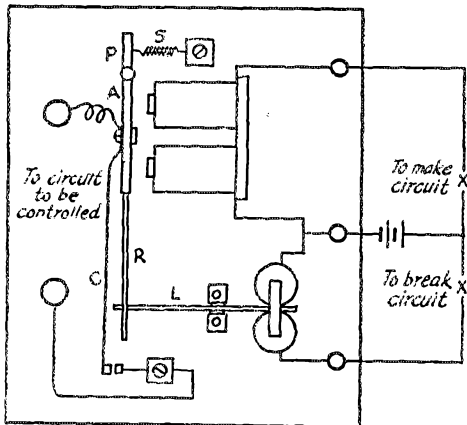 S
P
A
To circuit
to be
controlled
To make
circuit
X
R
To break
circuit
X
C
L